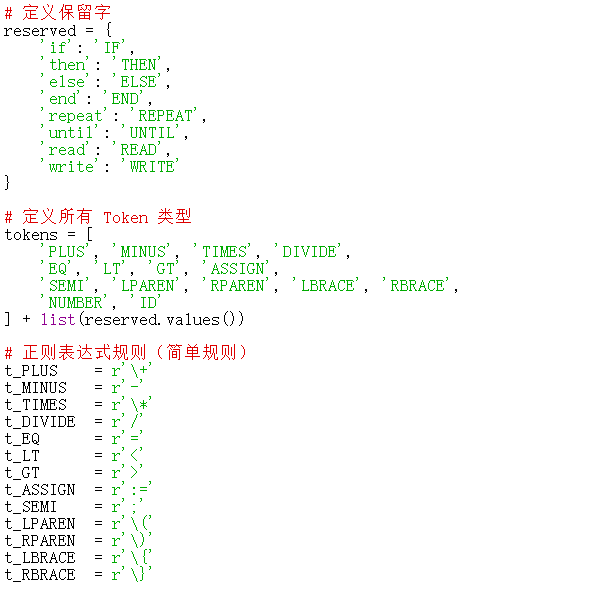 # 定义保留字
reserved = {
    'if': 'IF',
    'then': 'THEN',
    'else': 'ELSE',
    'end': 'END',
    'repeat': 'REPEAT',
    'until': 'UNTIL',
    'read': 'READ',
    'write': 'WRITE'
}
# 定义所有 Token 类型
tokens = [
    'PLUS', 'MINUS', 'TIMES', 'DIVIDE',
    'EQ', 'LT', 'GT', 'ASSIGN',
    'SEMI', 'LPAREN', 'RPAREN', 'LBRACE', 'RBRACE',
    'NUMBER', 'ID'
] + list(reserved.values())
# 正则表达式规则（简单规则）
t_PLUS    = r'\+'
t_MINUS   = r'-'
t_TIMES   = r'\*'
t_DIVIDE  = r'/'
t_EQ      = r'='
t_LT      = r'<'
t_GT      = r'>'
t_ASSIGN  = r':='
t_SEMI    = r';'
t_LPAREN  = r'\('
t_RPAREN  = r'\)'
t_LBRACE  = r'\{'
t_RBRACE  = r'\}'